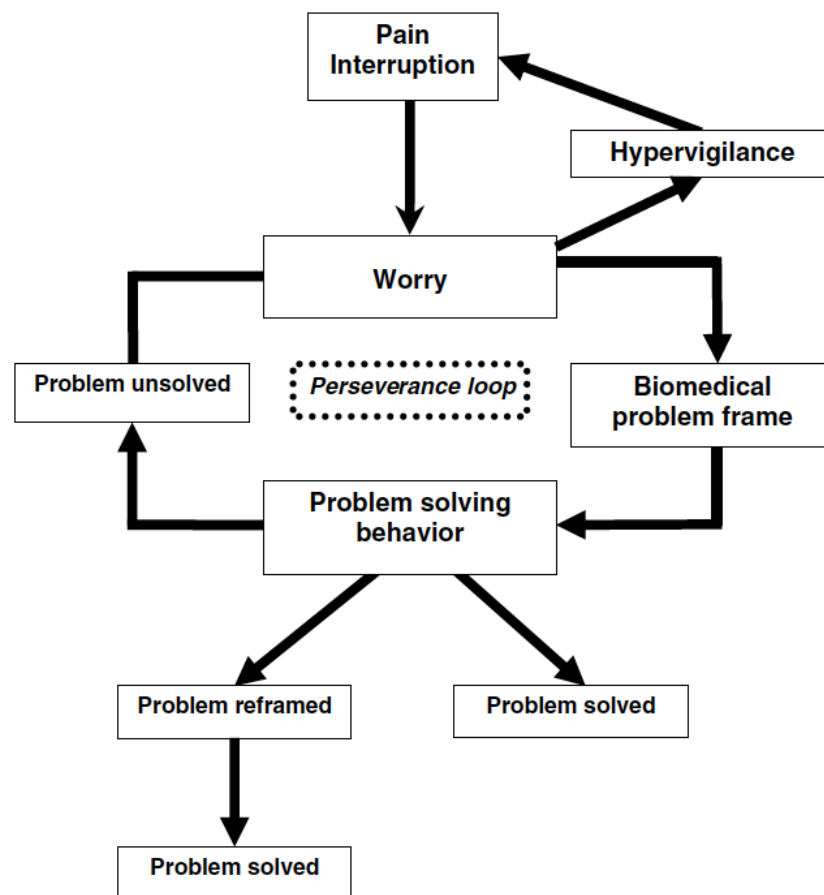 Pain
Interruption
Hypervigilance
Worry
Problem unsolved
Perseverance loop
Biomedical
problem frame
Problem solving
behavior
Problem reframed
Problem solved
Problem solved